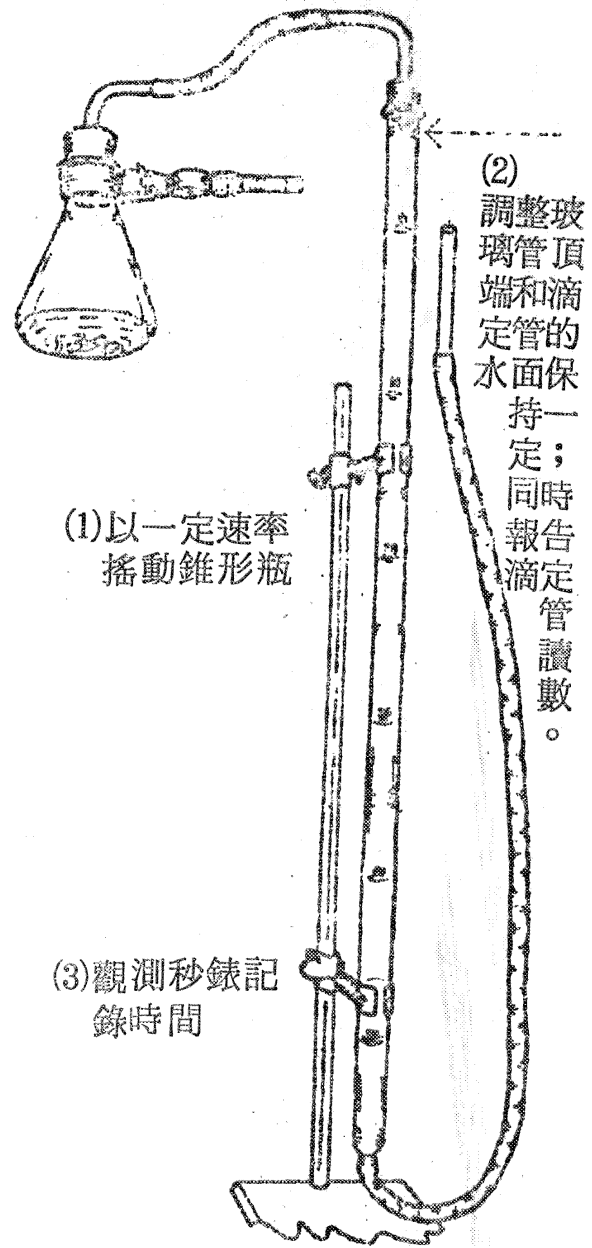 (1)以一定速率
搖動錐形瓶
(2)
調整玻
璃管頂
端和滴
定管的
水面保
持一
定；
同時
報告
滴定
管
讀
數
。
(3)觀測秒錶記
錄時間